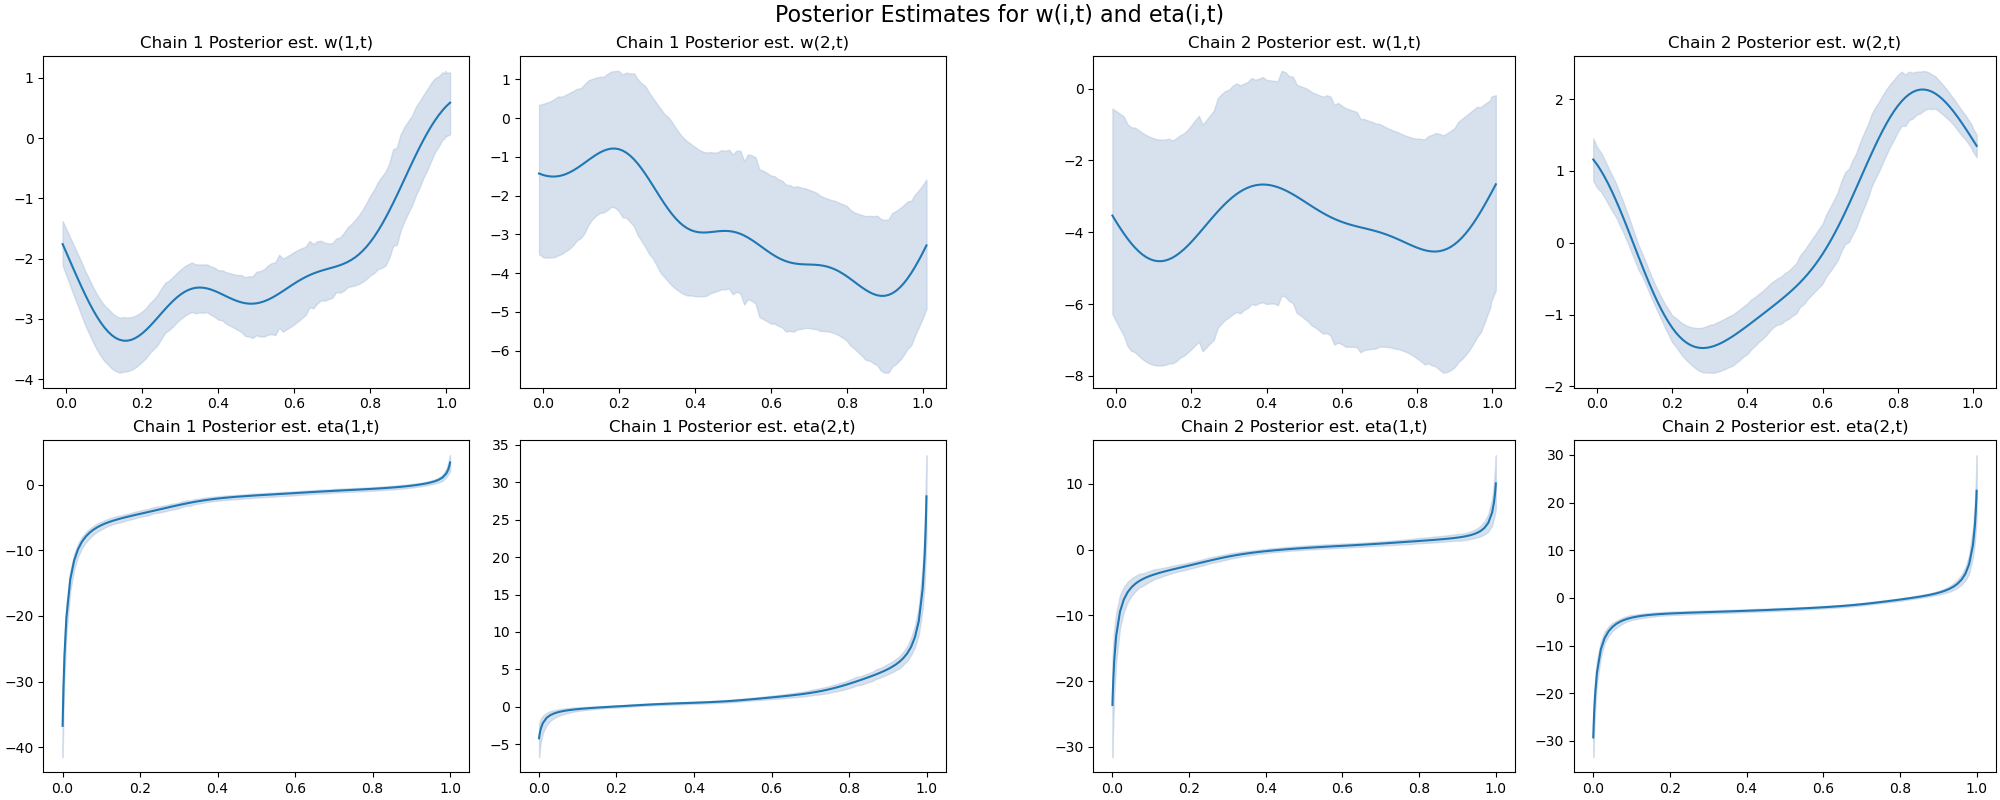 Posterior Estimates for w(i,t) and eta(i,t)
Chain 1 Posterior est. w(1,t)
1
0
−1
−2
−3
−4
0.0 0.2 0.4 0.6 0.8 1.0
Chain 1 Posterior est. w(2,t)
1
0
−1
−2
−3
−4
−5
−6
0.0 0.2 0.4 0.6 0.8 1.0
Chain 2 Posterior est. w(1,t)
0
−2
−4
−6
−8
0.0 0.2 0.4 0.6 0.8 1.0
Chain 2 Posterior est. w(2,t)
2
1
0
−1
−2
0.0 0.2 0.4 0.6 0.8 1.0
Chain 1 Posterior est. eta(1,t)
0
−10
−20
−30
−40
0.0 0.2 0.4 0.6 0.8 1.0
Chain 1 Posterior est. eta(2,t)
35
30
25
20
15
10
5
0
−5
0.0 0.2 0.4 0.6 0.8 1.0
Chain 2 Posterior est. eta(1,t)
10
0
−10
−20
−30
0.0 0.2 0.4 0.6 0.8 1.0
Chain 2 Posterior est. eta(2,t)
30
20
10
0
−10
−20
−30
0.0 0.2 0.4 0.6 0.8 1.0